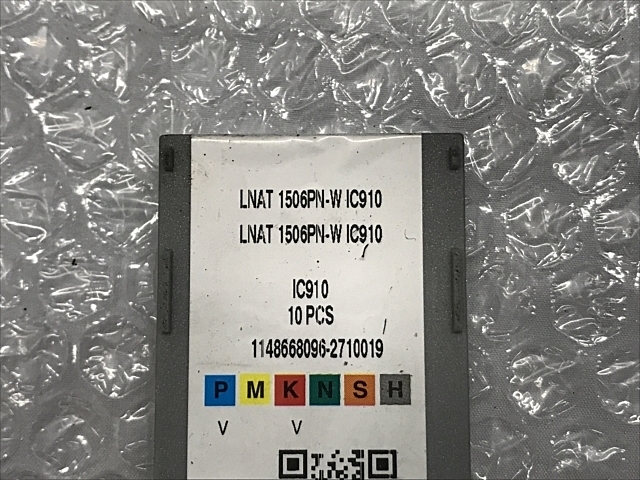 LNAT 1506PN-W IC910
LNAT 1506PN-W IC910
IC910
10 PCS
1148668096-2710019
P M K N S H
V V